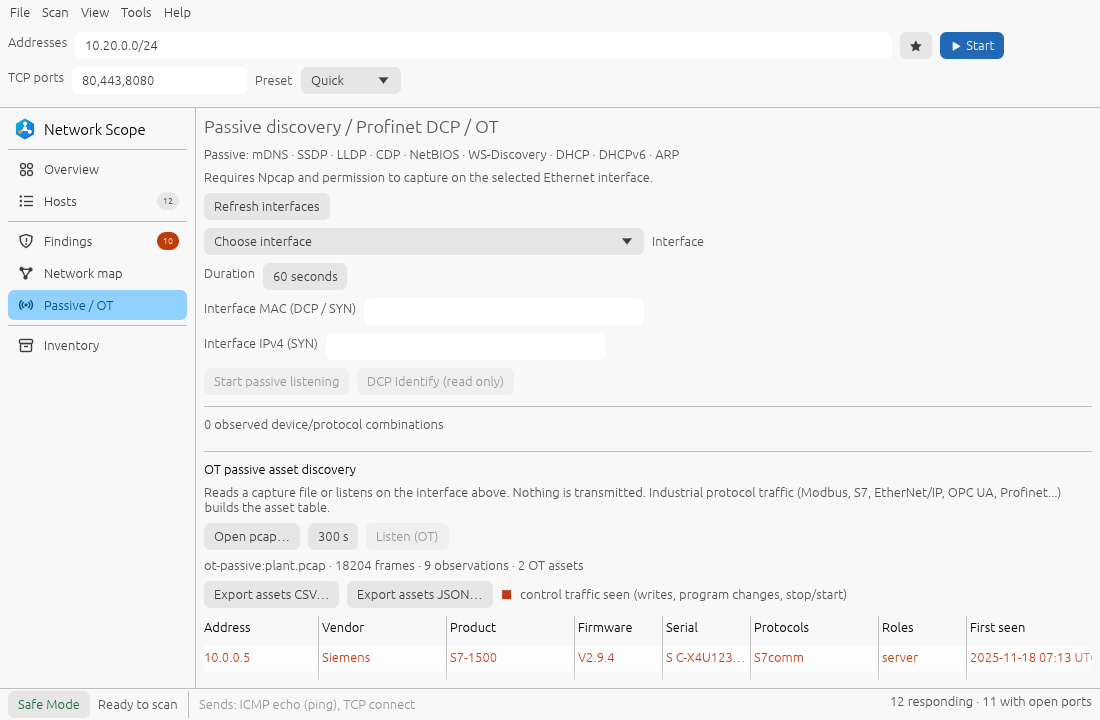 File Scan View Tools Help
Addresses 10.20.0.0/24 Start
TCP ports 80,443,8080 Preset Quick
Network Scope
Overview
Hosts 12
Findings 10
Network map
Passive / OT
Inventory
Passive discovery / Profinet DCP / OT
Passive: mDNS · SSDP · LLDP · CDP · NetBIOS · WS-Discovery · DHCP · DHCPv6 · ARP
Requires Npcap and permission to capture on the selected Ethernet interface.
Refresh interfaces
Choose interface Interface
Duration 60 seconds
Interface MAC (DCP / SYN)
Interface IPv4 (SYN)
Start passive listening DCP Identify (read only)
0 observed device/protocol combinations
OT passive asset discovery
Reads a capture file or listens on the interface above. Nothing is transmitted. Industrial protocol traffic (Modbus, S7, EtherNet/IP, OPC UA, Profinet...)
builds the asset table.
Open pcap... 300 s Listen (OT)
ot-passive:plant.pcap · 18204 frames · 9 observations · 2 OT assets
Export assets CSV... Export assets JSON... control traffic seen (writes, program changes, stop/start)
Address Vendor Product Firmware Serial Protocols Roles First seen
10.0.0.5 Siemens S7-1500 V2.9.4 S C-X4U123... S7comm server 2025-11-18 07:13 UT
Safe Mode Ready to scan Sends: ICMP echo (ping), TCP connect 12 responding · 11 with open ports